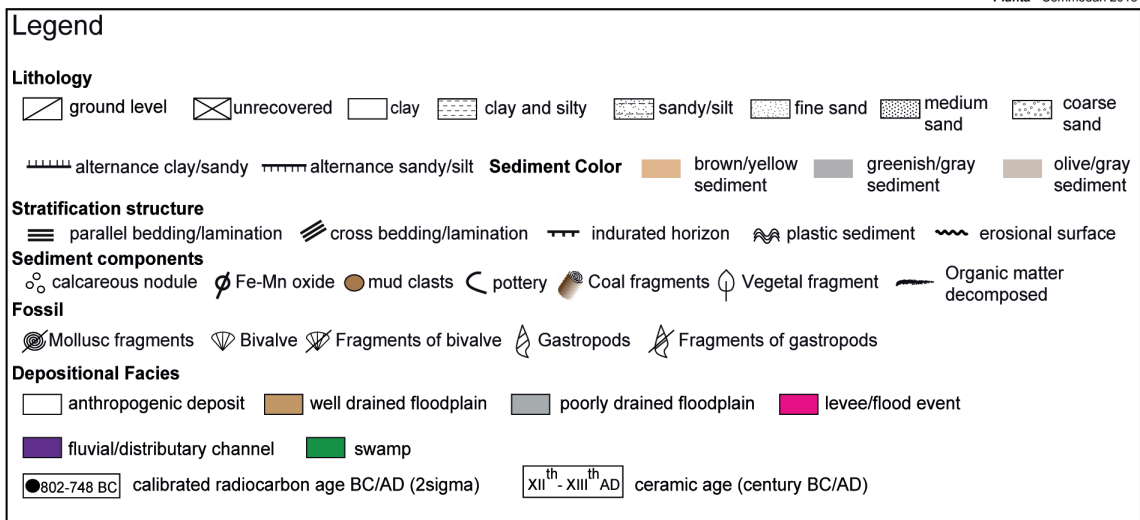 Legend
Lithology
ground level unrecovered clay clay and silty sandy/silt fine sand medium sand coarse sand
alternance clay/sandy alternance sandy/silt Sediment Color brown/yellow sediment greenish/gray sediment olive/gray sediment
Stratification structure
parallel bedding/lamination cross bedding/lamination indurated horizon plastic sediment erosional surface
Sediment components
calcareous nodule Fe-Mn oxide mud clasts pottery Coal fragments Vegetal fragment Organic matter decomposed
Fossil
Mollusc fragments Bivalve Fragments of bivalve Gastropods Fragments of gastropods
Depositional Facies
anthropogenic deposit well drained floodplain poorly drained floodplain levee/flood event
fluvial/distributary channel swamp
802-748 BC calibrated radiocarbon age BC/AD (2sigma) XIIth - XIIIth AD ceramic age (century BC/AD)